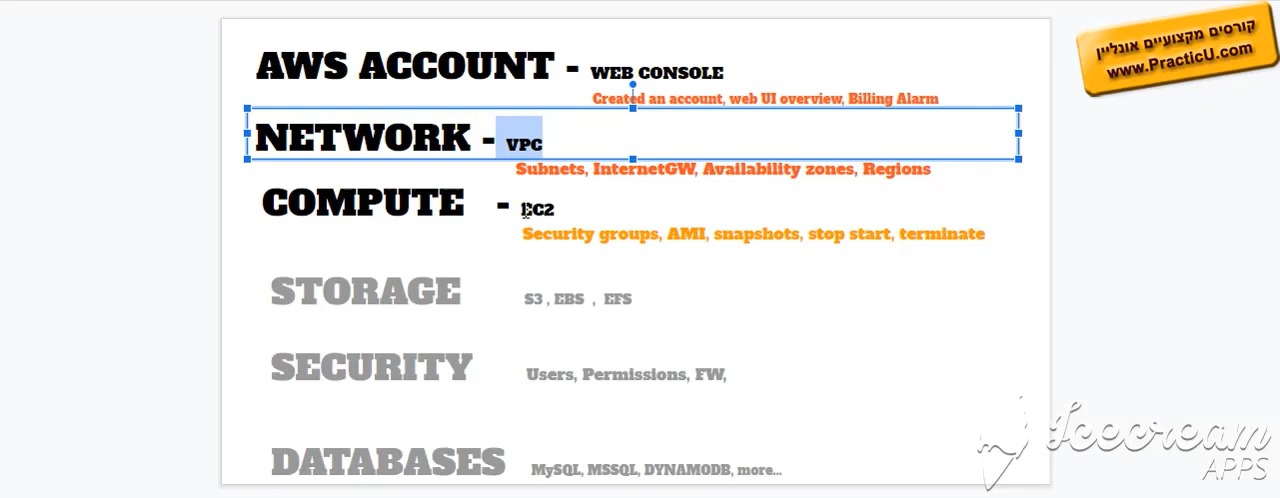 AWS ACCOUNT - WEB CONSOLE
Created an account, web UI overview, Billing Alarm
NETWORK - VPC
Subnets, InternetGW, Availability zones, Regions
COMPUTE - EC2
Security groups, AMI, snapshots, stop start, terminate
STORAGE S3 , EBS , EFS
SECURITY Users, Permissions, FW,
DATABASES MySQL, MSSQL, DYNAMODB, more...
קורסים מקצועיים אונליין
www.PracticU.com
Icecream
APPS